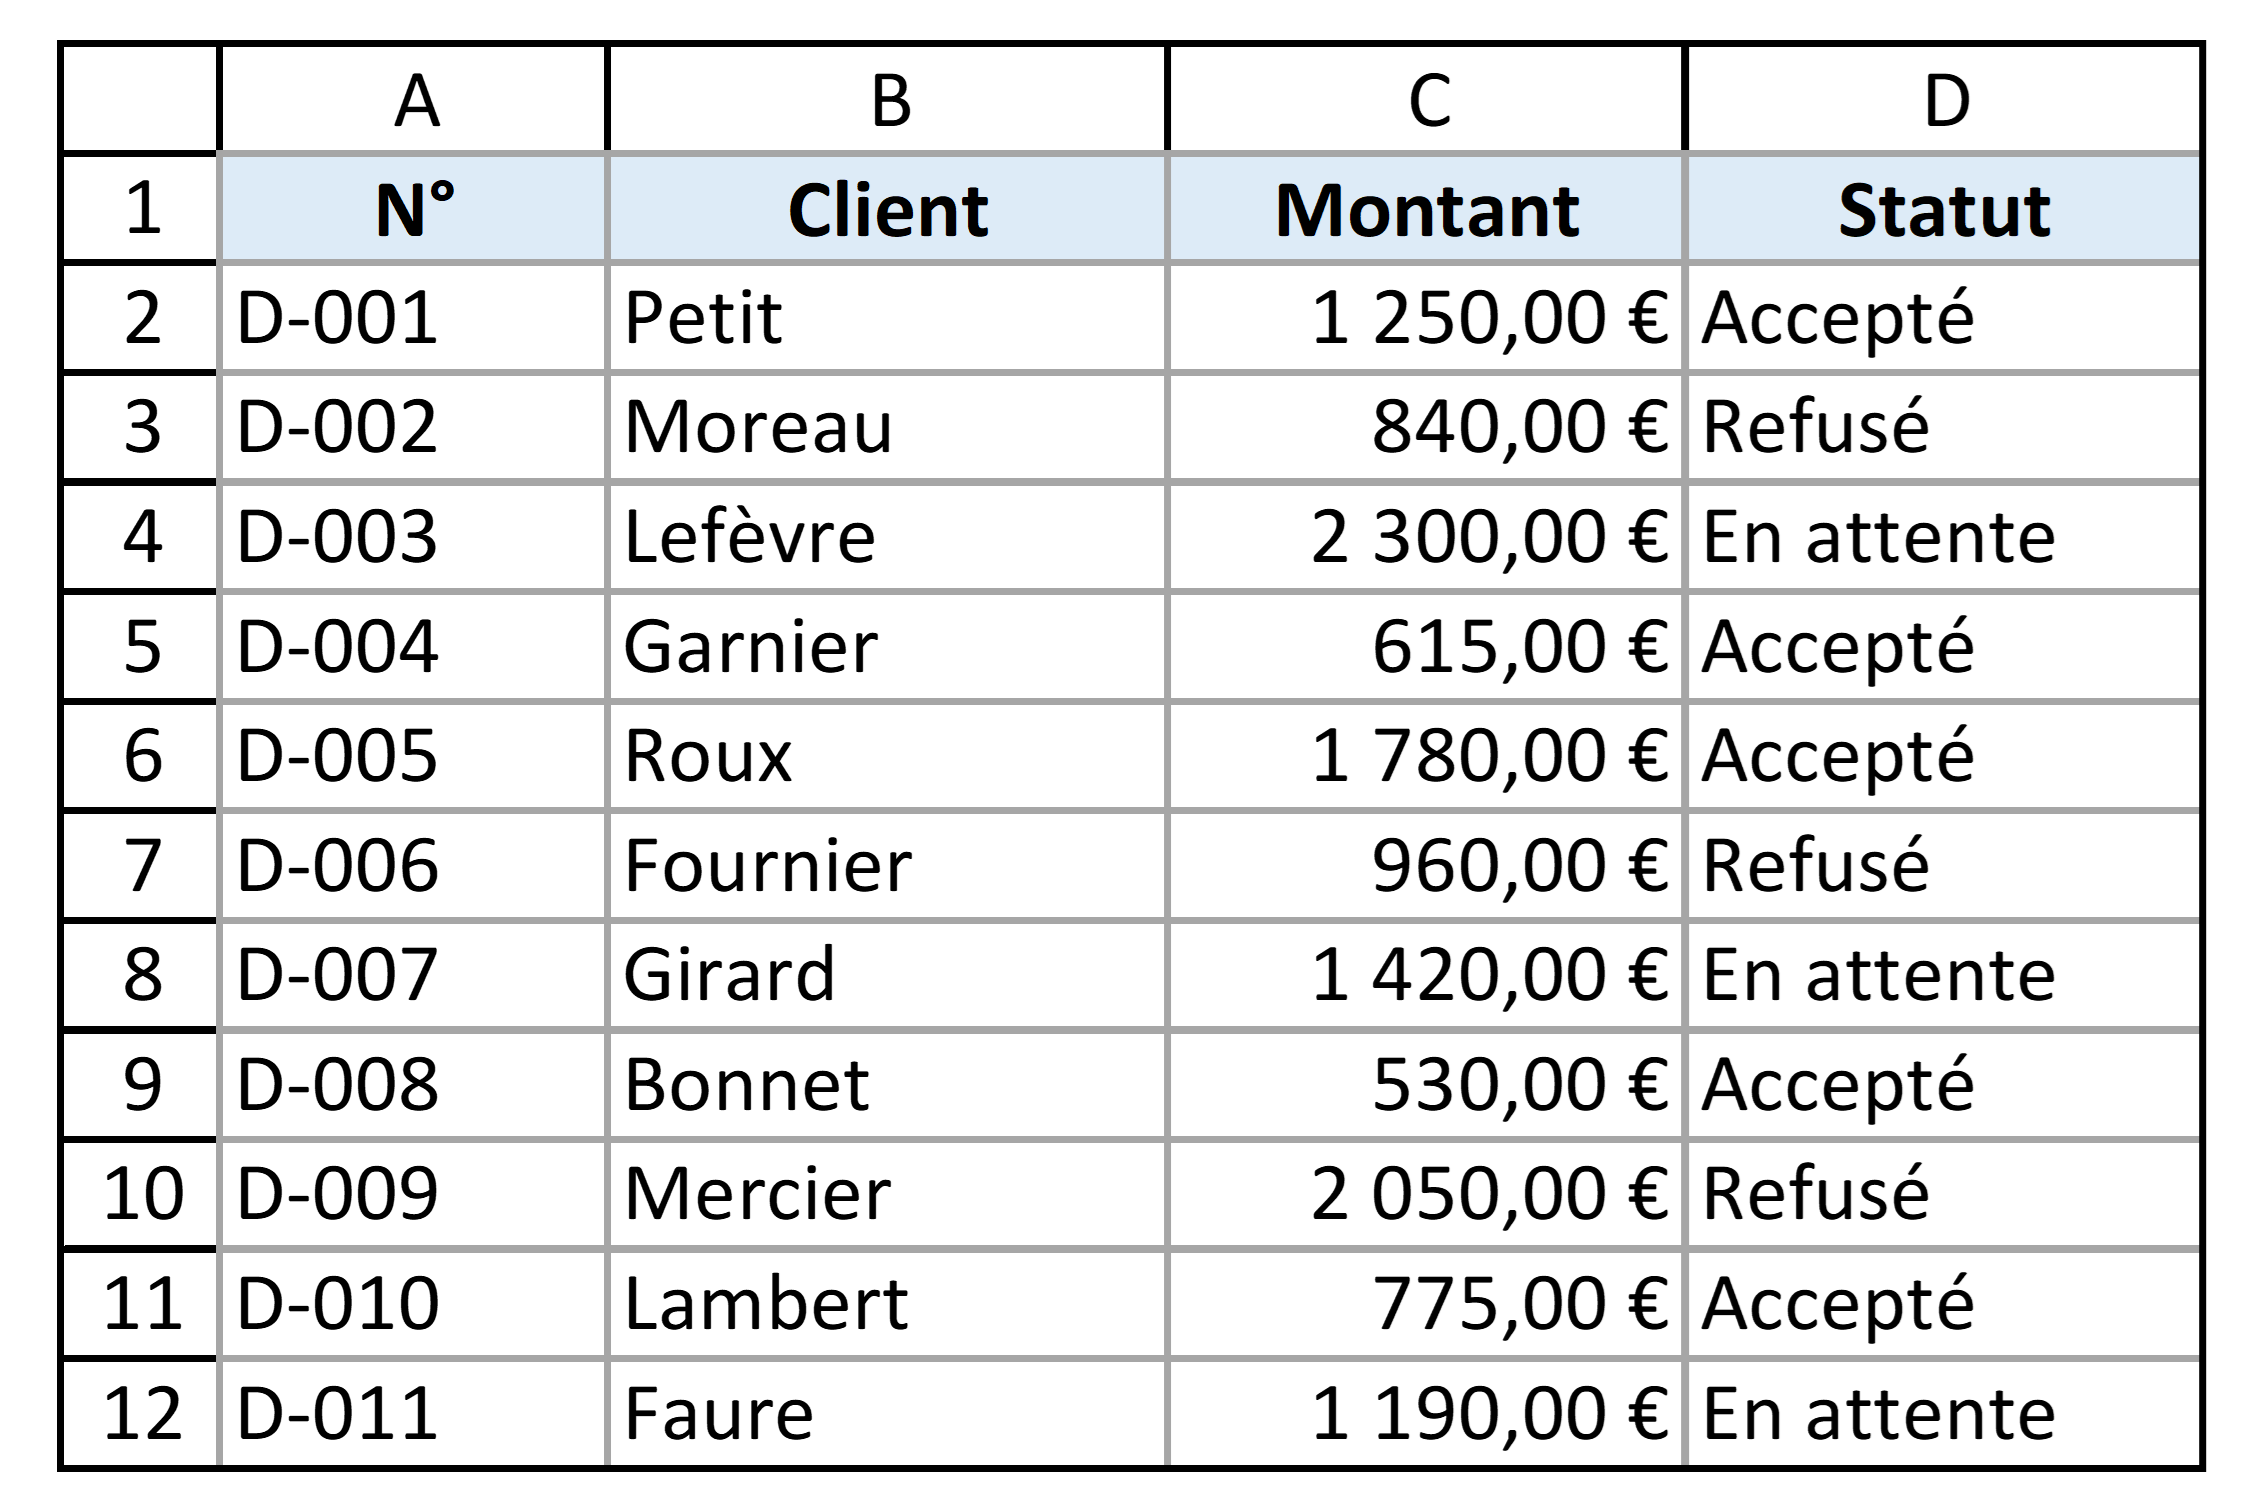 A B C D
1 N° Client Montant Statut
2 D-001 Petit 1 250,00 € Accepté
3 D-002 Moreau 840,00 € Refusé
4 D-003 Lefèvre 2 300,00 € En attente
5 D-004 Garnier 615,00 € Accepté
6 D-005 Roux 1 780,00 € Accepté
7 D-006 Fournier 960,00 € Refusé
8 D-007 Girard 1 420,00 € En attente
9 D-008 Bonnet 530,00 € Accepté
10 D-009 Mercier 2 050,00 € Refusé
11 D-010 Lambert 775,00 € Accepté
12 D-011 Faure 1 190,00 € En attente